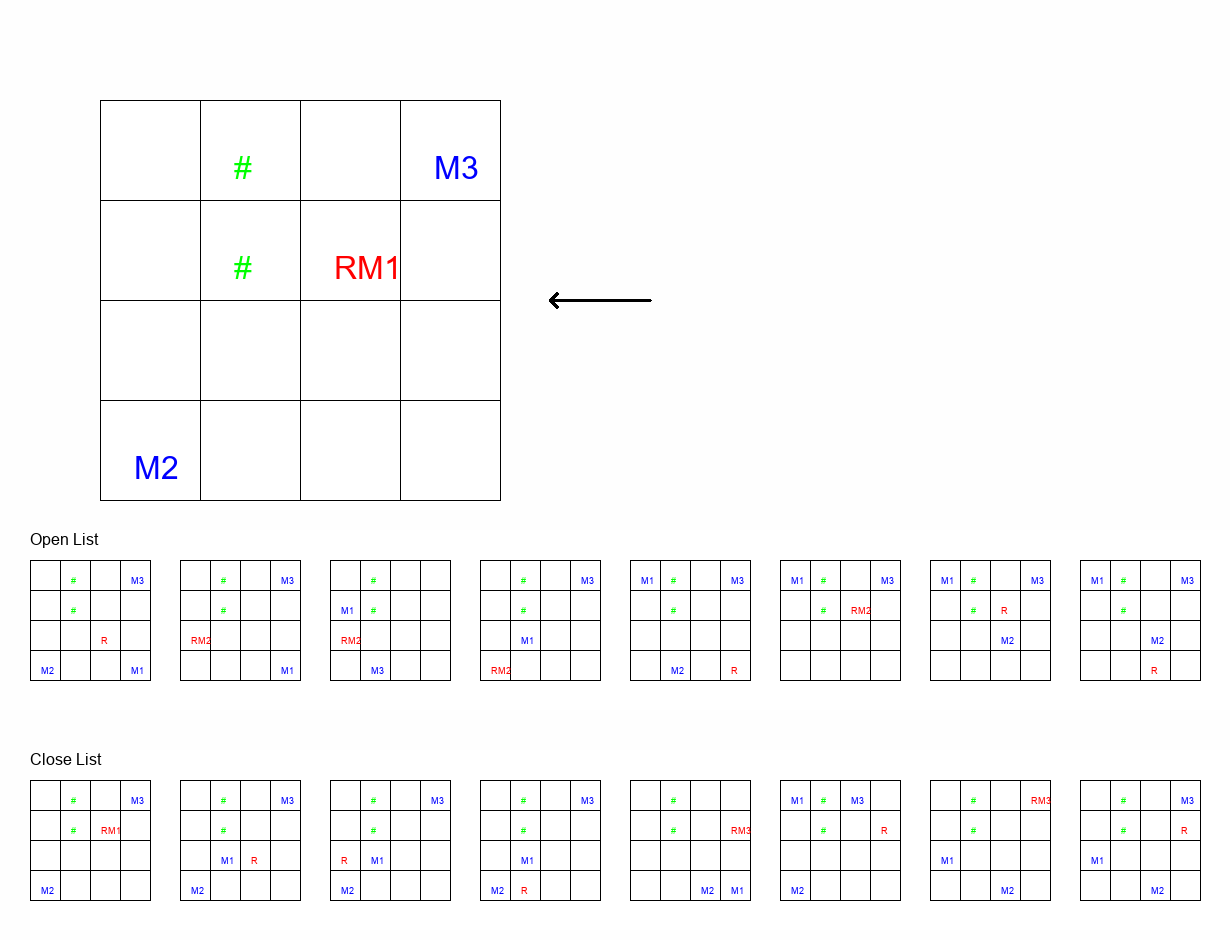 # M3
# RM1
M2
Open List
# M3 # M3 # # M3 M1 # M3 M1 # M3 M1 # M3 M1 # M3
# # M1 # # # # RM2 # R #
R RM2 RM2 M1 M2 M2
M2 M1 M1 M3 RM2 M2 R R
Close List
# M3 # M3 # M3 # M3 # M1 # M3 # RM3 # M3
# RM1 # # # # RM3 # R # # R
M1 R R M1 M1 M1 M1
M2 M2 M2 M2 R M2 M1 M2 M2 M2